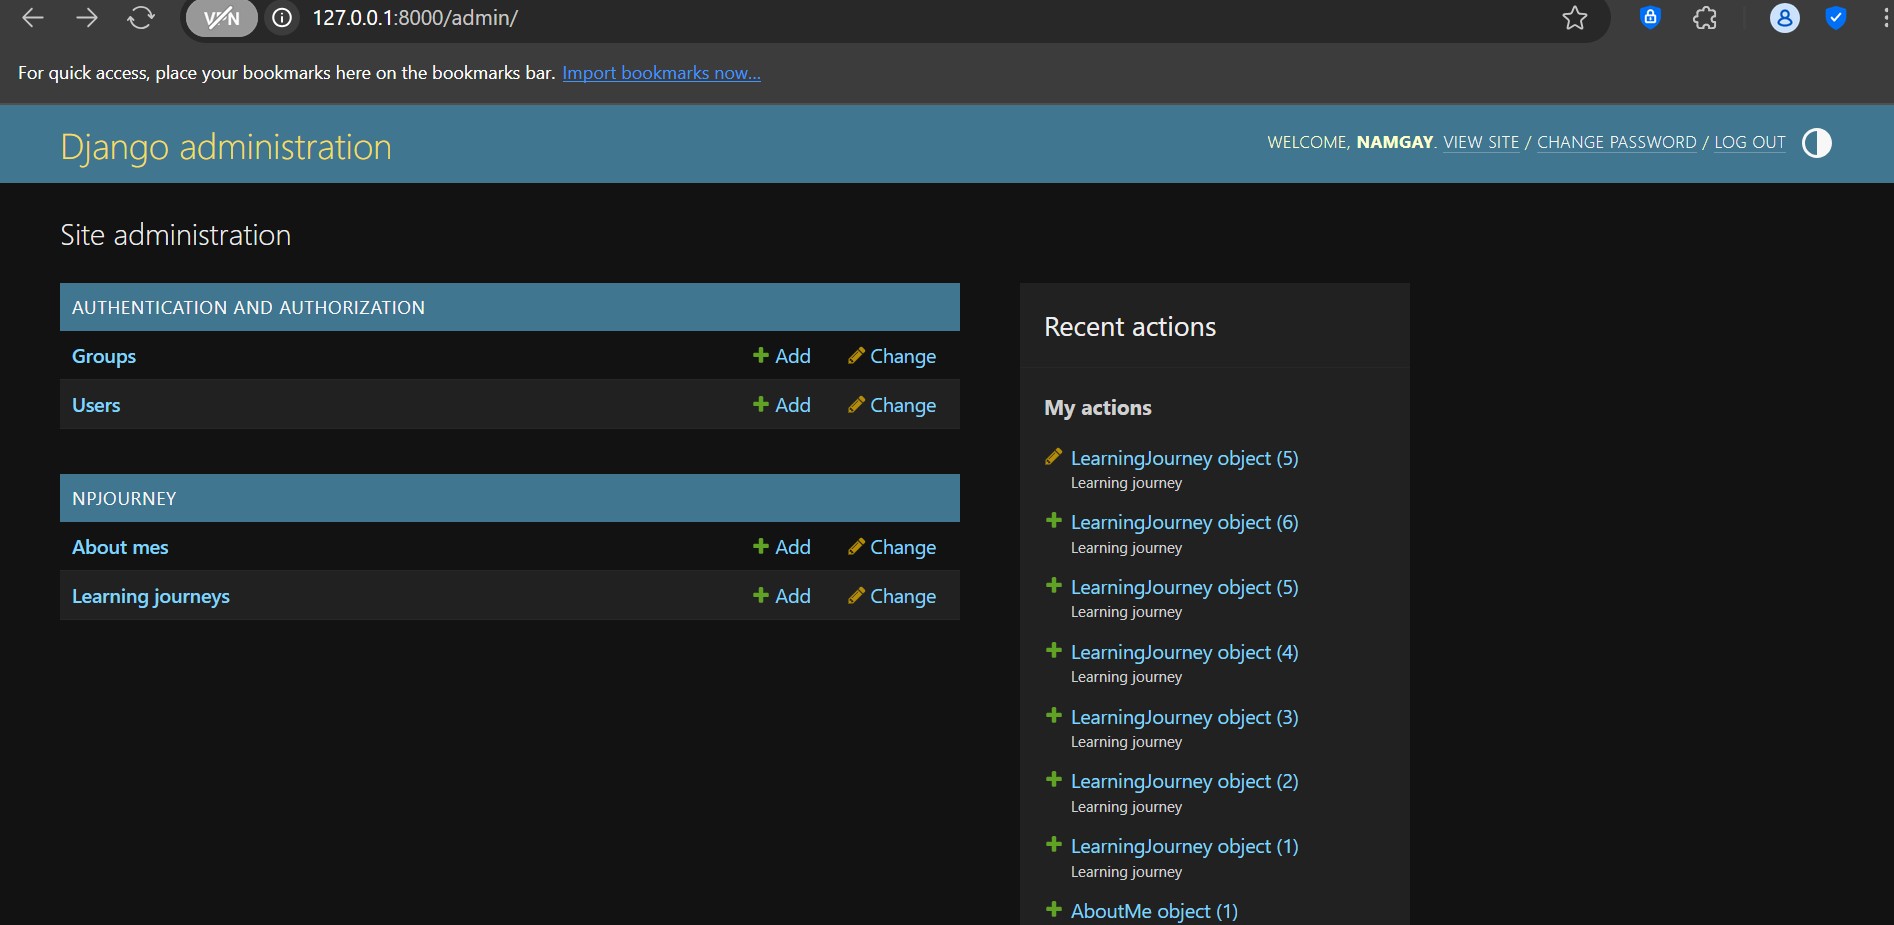 VPN 127.0.0.1:8000/admin/
For quick access, place your bookmarks here on the bookmarks bar. Import bookmarks now...
Django administration
WELCOME, NAMGAY. VIEW SITE / CHANGE PASSWORD / LOG OUT
Site administration
AUTHENTICATION AND AUTHORIZATION
Groups Add Change
Users Add Change
NPJOURNEY
About mes Add Change
Learning journeys Add Change
Recent actions
My actions
LearningJourney object (5)
Learning journey
LearningJourney object (6)
Learning journey
LearningJourney object (5)
Learning journey
LearningJourney object (4)
Learning journey
LearningJourney object (3)
Learning journey
LearningJourney object (2)
Learning journey
LearningJourney object (1)
Learning journey
AboutMe object (1)